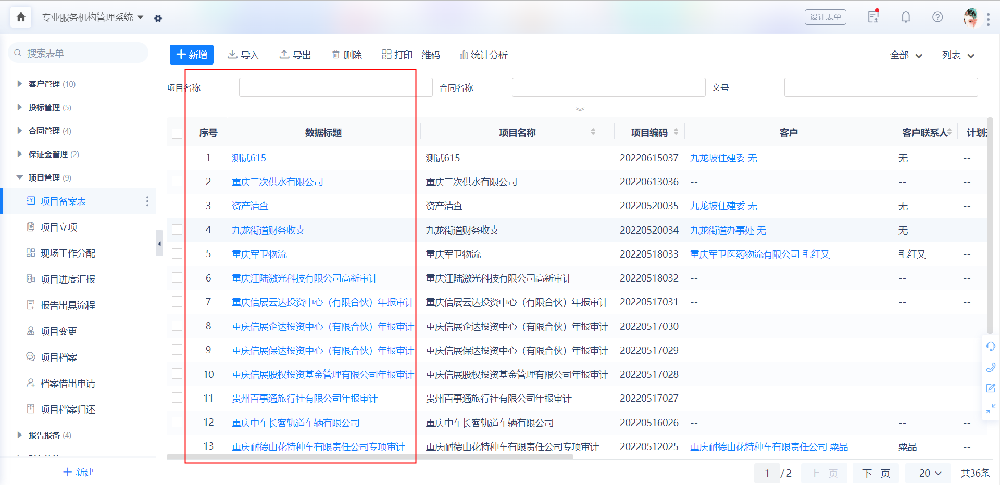 专业服务机构管理系统
设计表单
搜索表单
客户管理 (10)
投标管理 (5)
合同管理 (4)
保证金管理 (2)
项目管理 (9)
项目备案表
项目立项
现场工作分配
项目进度汇报
报告出具流程
项目变更
项目档案
档案借出申请
项目档案归还
报告报备 (4)
新建
新增 导入 导出 删除 打印二维码 统计分析 全部 列表
项目名称 合同名称 文号
序号 数据标题 项目名称 项目编码 客户 客户联系人 计划
1 测试615 测试615 20220615037 九龙坡住建委 无 无 --
2 重庆二次供水有限公司 重庆二次供水有限公司 20220613036 -- -- --
3 资产清查 资产清查 20220520035 九龙坡住建委 无 无 --
4 九龙街道财务收支 九龙街道财务收支 20220520034 九龙街道办事处 无 无 --
5 重庆军卫物流 重庆军卫物流 20220518033 重庆军卫医药物流有限公司 毛红又 毛红又 --
6 重庆江陆激光科技有限公司高新审计 重庆江陆激光科技有限公司高新审计 20220518032 -- -- --
7 重庆信展云达投资中心（有限合伙）年报审计 重庆信展云达投资中心（有限合伙）年报审计 20220517031 -- -- --
8 重庆信展企达投资中心（有限合伙）年报审计 重庆信展企达投资中心（有限合伙）年报审计 20220517030 -- -- --
9 重庆信展保达投资中心（有限合伙）年报审计 重庆信展保达投资中心（有限合伙）年报审计 20220517029 -- -- --
10 重庆信展股权投资基金管理有限公司年报审计 重庆信展股权投资基金管理有限公司年报审计 20220517028 -- -- --
11 贵州百事通旅行社有限公司年报审计 贵州百事通旅行社有限公司年报审计 20220517027 -- -- --
12 重庆中车长客轨道车辆有限公司 重庆中车长客轨道车辆有限公司 20220516026 -- -- --
13 重庆耐德山花特种车有限责任公司专项审计 重庆耐德山花特种车有限责任公司专项审计 20220512025 重庆耐德山花特种车有限责任公司 粟晶 粟晶 --
1 / 2 上一页 下一页 20 共36条